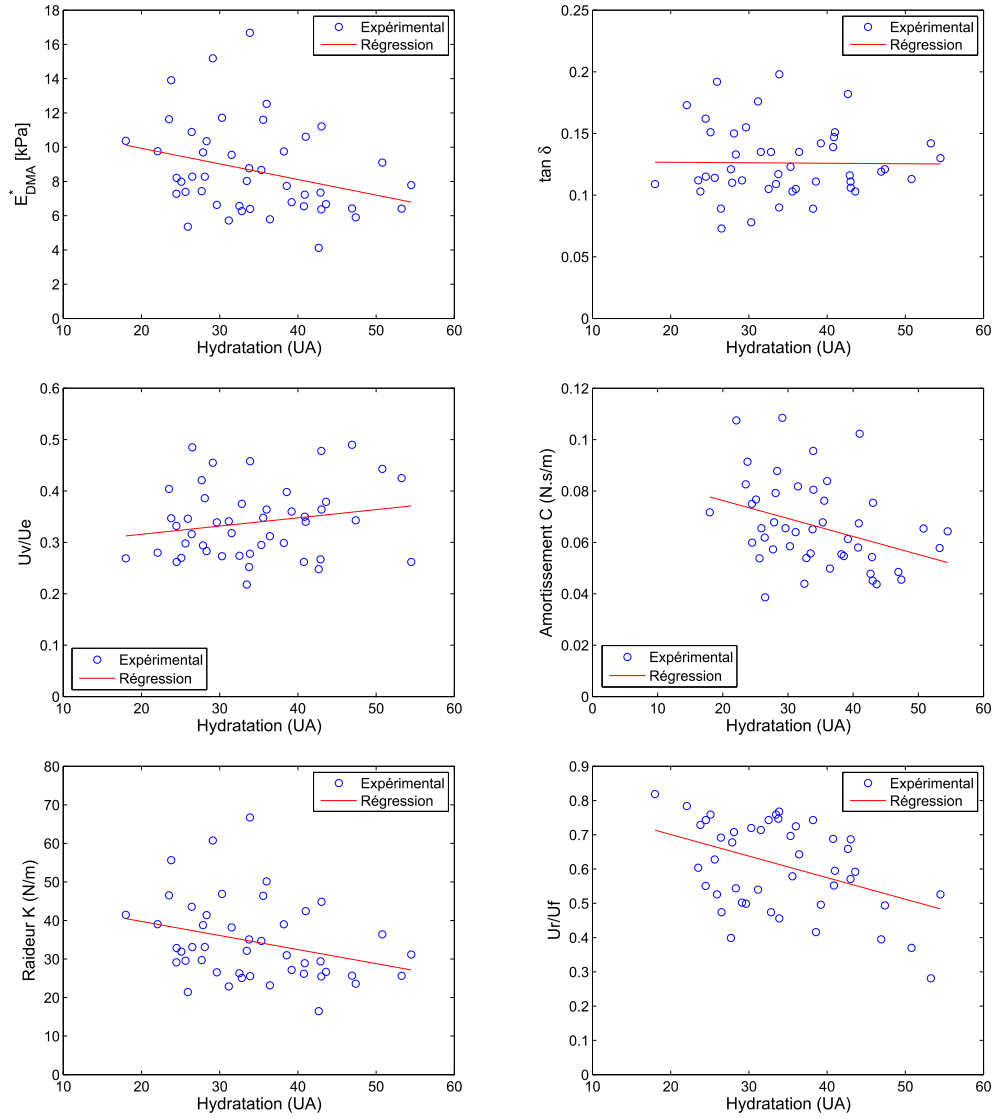 18
16
14
12
10
8
6
4
2
0
E*DMA [kPa]
Expérimental
Régression
10 20 30 40 50 60
Hydratation (UA)
0.25
0.2
0.15
0.1
0.05
0
tan δ
Expérimental
Régression
10 20 30 40 50 60
Hydratation (UA)
0.6
0.5
0.4
0.3
0.2
0.1
0
Uv/Ue
Expérimental
Régression
10 20 30 40 50 60
Hydratation (UA)
0.12
0.1
0.08
0.06
0.04
0.02
0
Amortissement C (N.s/m)
Expérimental
Régression
0 10 20 30 40 50 60
Hydratation (UA)
80
70
60
50
40
30
20
10
0
Raideur K (N/m)
Expérimental
Régression
10 20 30 40 50 60
Hydratation (UA)
0.9
0.8
0.7
0.6
0.5
0.4
0.3
0.2
0.1
0
Ur/Uf
Expérimental
Régression
10 20 30 40 50 60
Hydratation (UA)